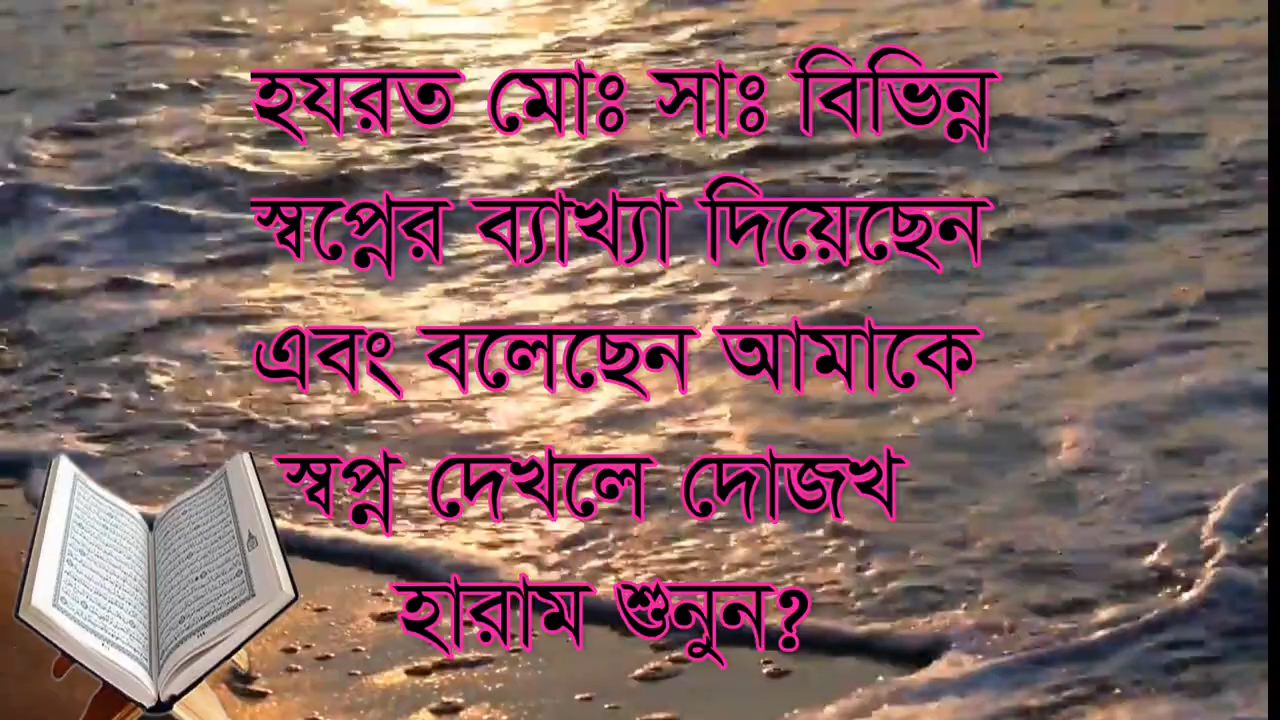 হযরত মোঃ সাঃ বিভিন্ন
স্বপ্নের ব্যাখ্যা দিয়েছেন
এবং বলেছেন আমাকে
স্বপ্ন দেখলে দোজখ
হারাম শুনুন?